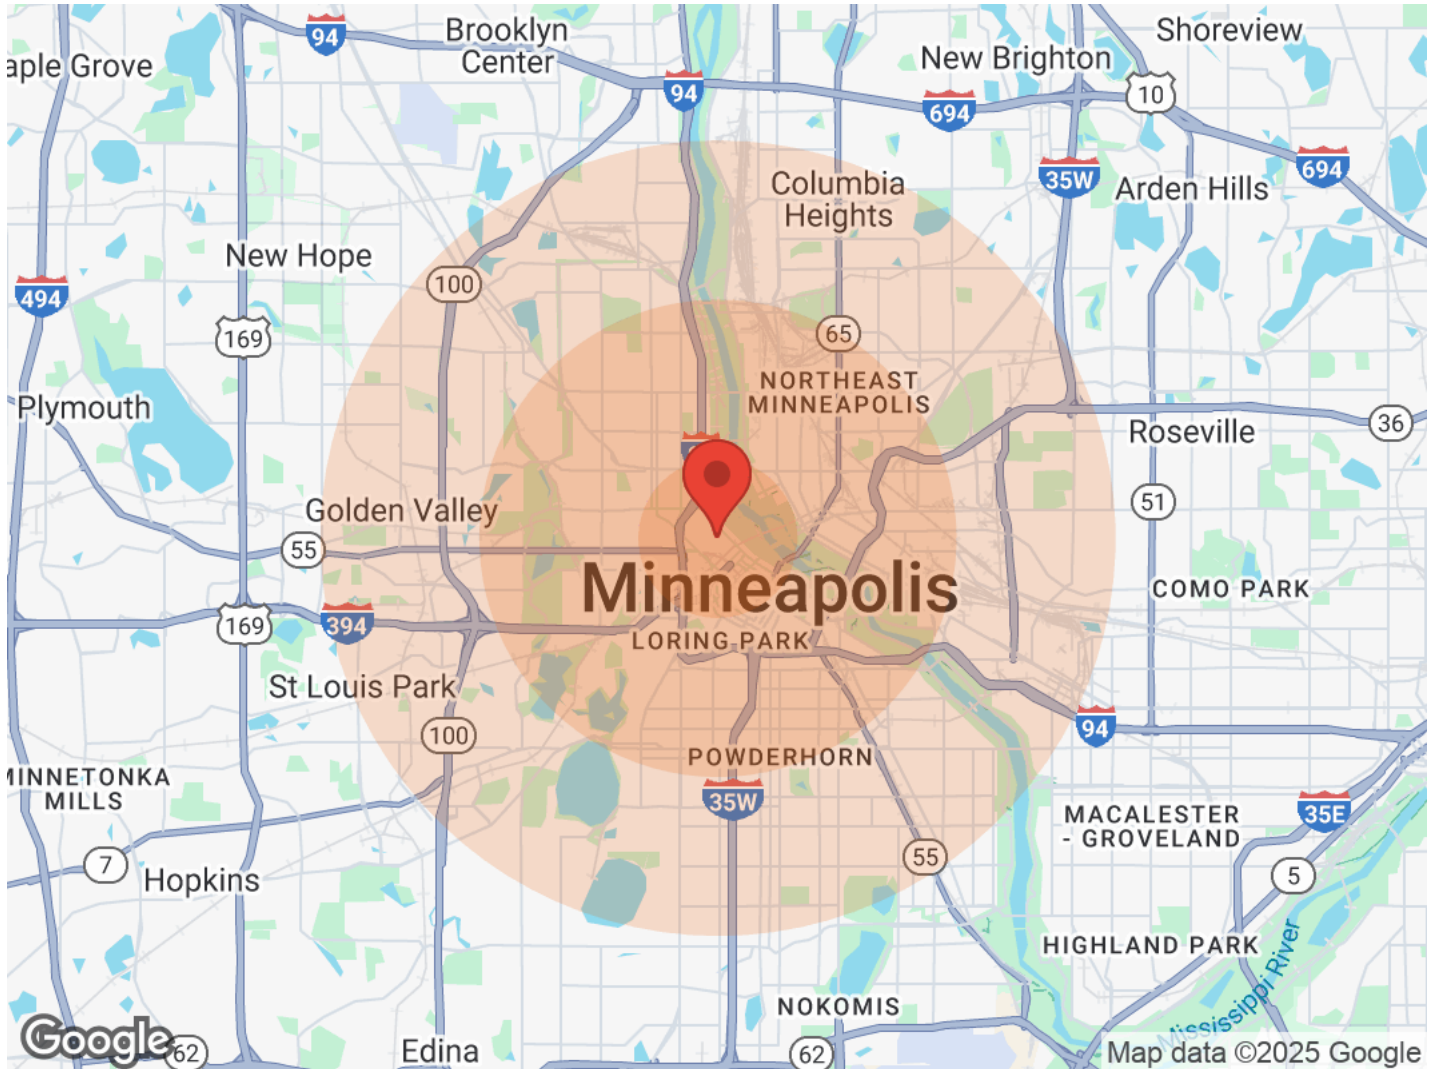 94
Brooklyn
Center
Shoreview
aple Grove
New Brighton
94
694
10
35W
Arden Hills
694
Columbia
Heights
New Hope
100
494
169
65
NORTHEAST
MINNEAPOLIS
Plymouth
36
Roseville
Golden Valley
51
55
Minneapolis
COMO PARK
169
394
LORING PARK
St Louis Park
100
94
POWDERHORN
MINNETONKA
MILLS
35W
MACALESTER
- GROVELAND
35E
7
55
5
Hopkins
HIGHLAND PARK
Mississippi River
NOKOMIS
Google
62
Edina
62
Map data ©2025 Google